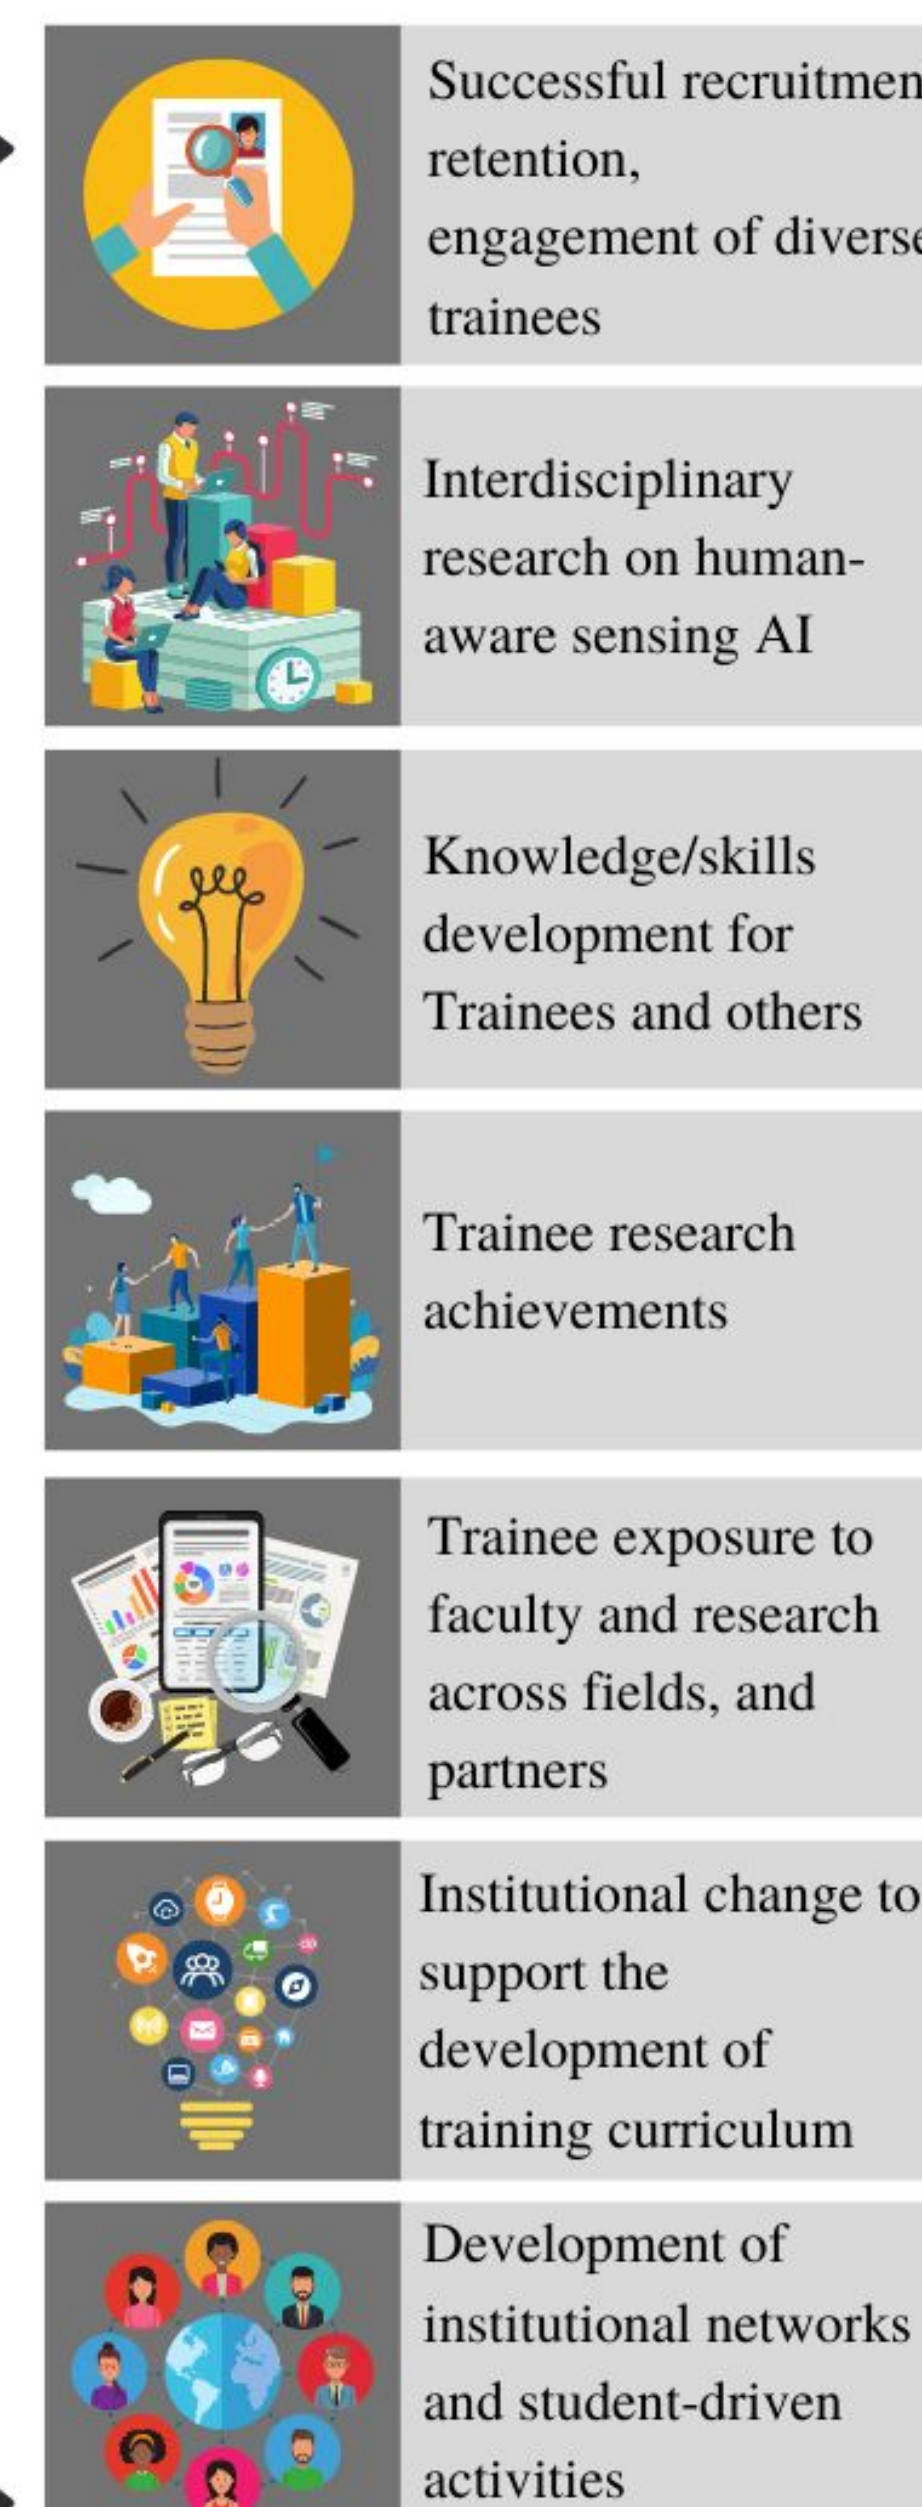 Successful recruitmen
retention,
engagement of diverse
trainees
Interdisciplinary
research on human-
aware sensing AI
Knowledge/skills
development for
Trainees and others
Trainee research
achievements
Trainee exposure to
faculty and research
across fields, and
partners
Institutional change to
support the
development of
training curriculum
Development of
institutional networks
and student-driven
activities